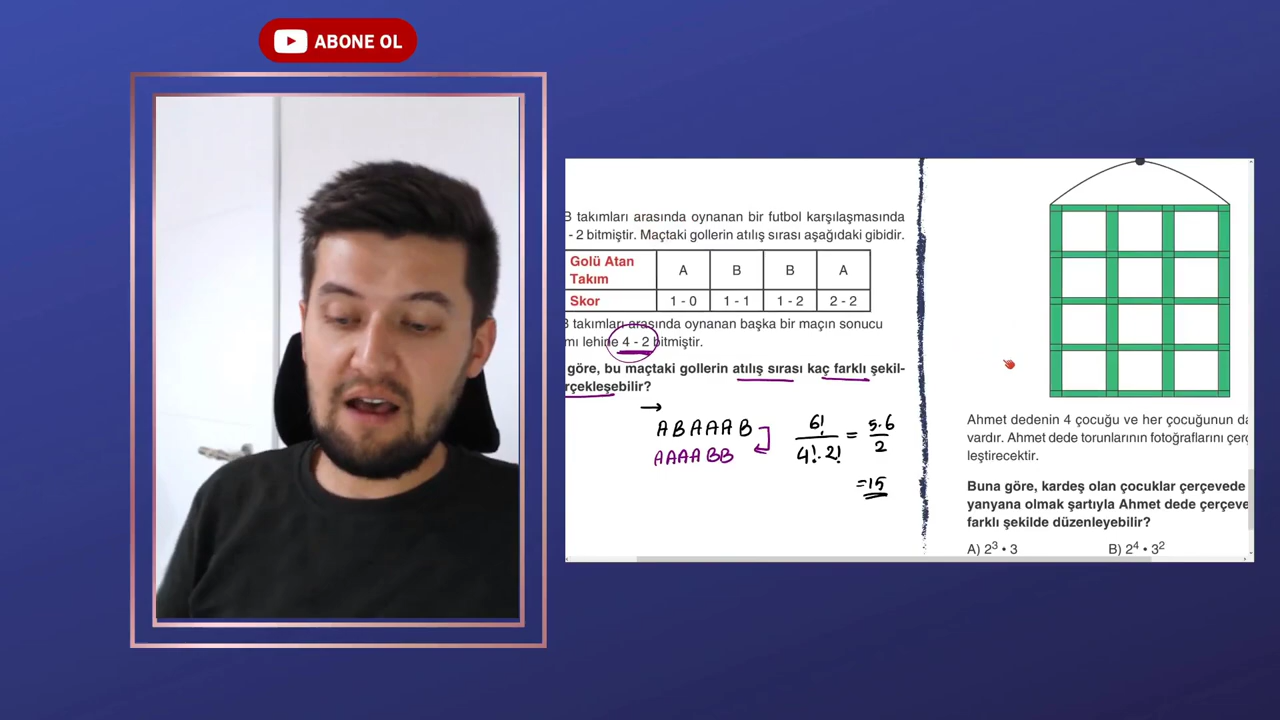 ABONE OL
B takımları arasında oynanan bir futbol karşılaşmasında
- 2 bitmiştir. Maçtaki gollerin atılış sırası aşağıdaki gibidir.
Golü Atan Takım A B B A
Skor 1 - 0 1 - 1 1 - 2 2 - 2
B takımları arasında oynanan başka bir maçın sonucu
mı lehine 4 - 2 bitmiştir.
göre, bu maçtaki gollerin atılış sırası kaç farklı şekil-
rçekleşebilir?
→
ABAAAB
AAAABB
6!/4!·2! = 5·6/2
=15
Ahmet dedenin 4 çocuğu ve her çocuğunun da
vardır. Ahmet dede torunlarının fotoğraflarını çerç
leştirecektir.
Buna göre, kardeş olan çocuklar çerçevede
yanyana olmak şartıyla Ahmet dede çerçeve
farklı şekilde düzenleyebilir?
A) 2³ • 3 B) 2⁴ • 3²